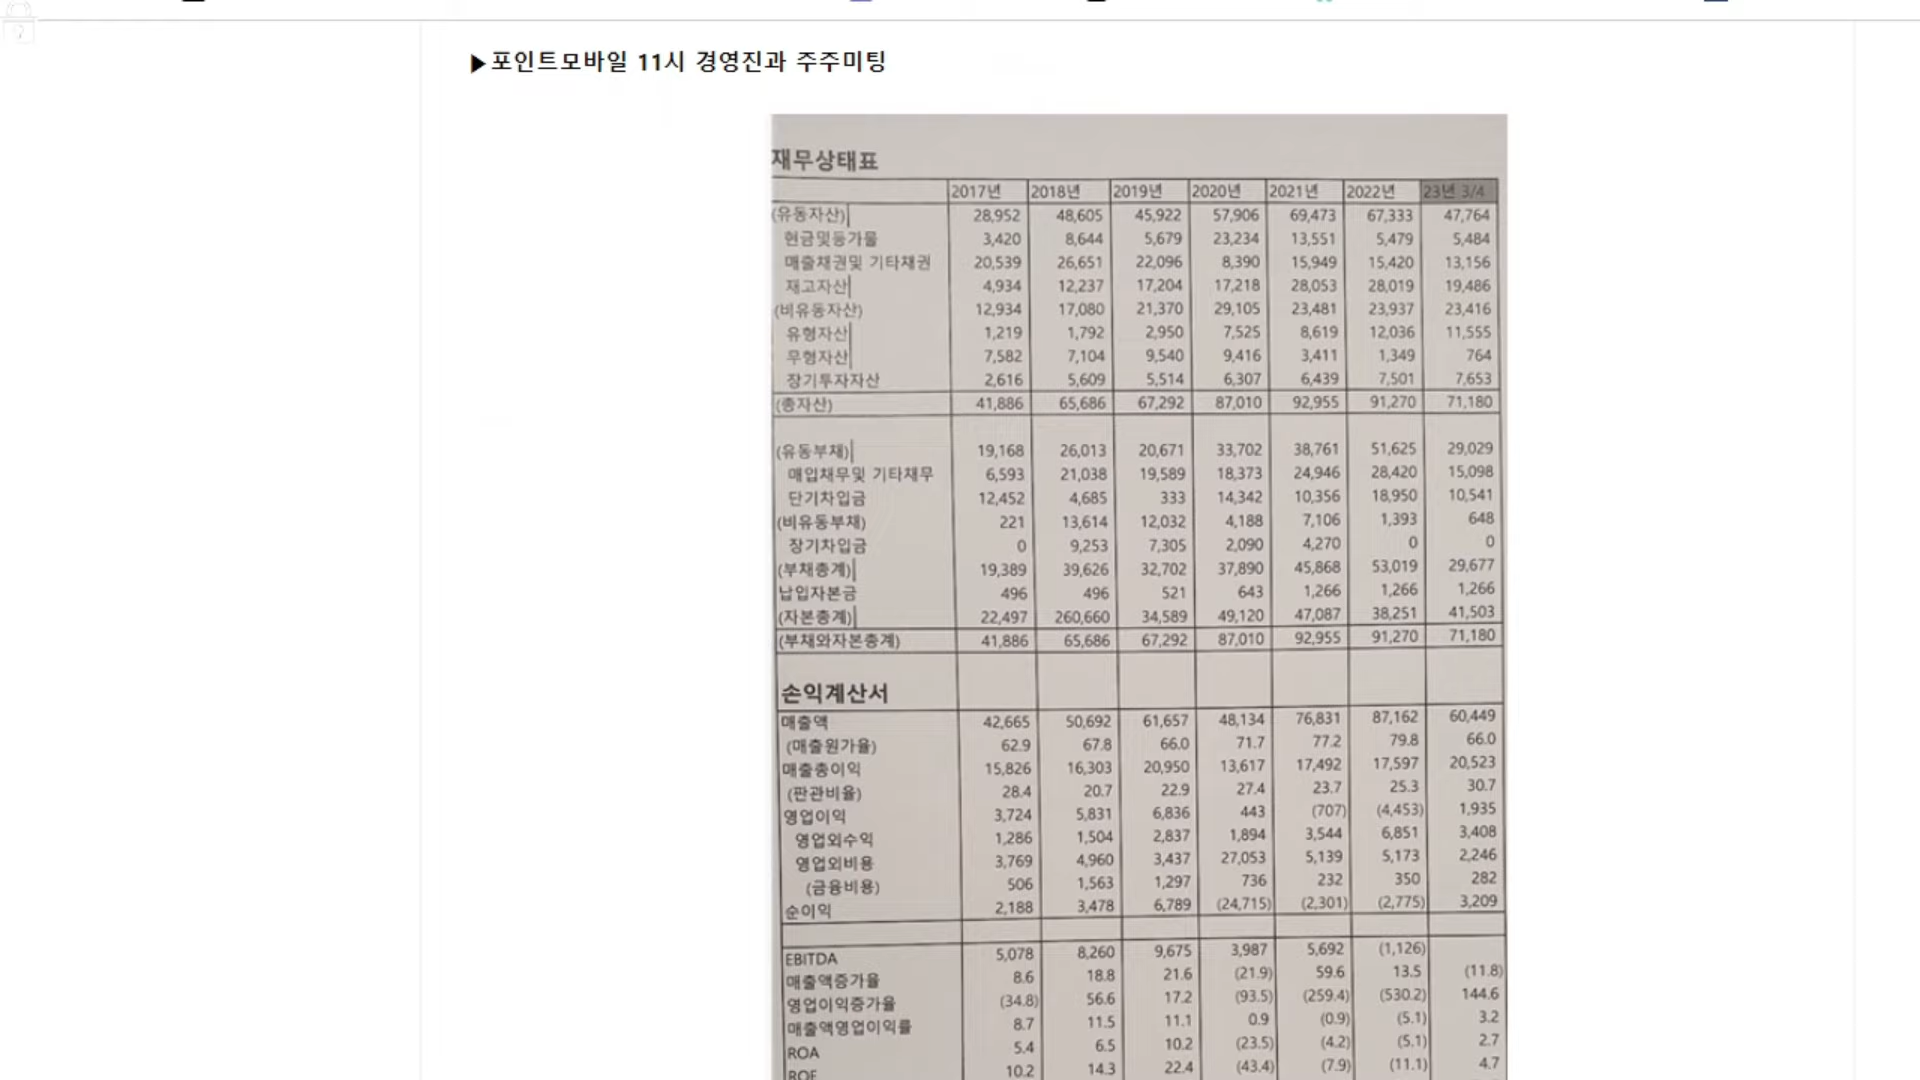 ▶포인트모바일 11시 경영진과 주주미팅
재무상태표
2017년 2018년 2019년 2020년 2021년 2022년 23년 3/4
(유동자산) 28,952 48,605 45,922 57,906 69,473 67,333 47,764
현금및등가물 3,420 8,644 5,679 23,234 13,551 5,479 5,484
매출채권및 기타채권 20,539 26,651 22,096 8,390 15,949 15,420 13,156
재고자산 4,934 12,237 17,204 17,218 28,053 28,019 19,486
(비유동자산) 12,934 17,080 21,370 29,105 23,481 23,937 23,416
유형자산 1,219 1,792 2,950 7,525 8,619 12,036 11,555
무형자산 7,582 7,104 9,540 9,416 3,411 1,349 764
장기투자자산 2,616 5,609 5,514 6,307 6,439 7,501 7,653
(총자산) 41,886 65,686 67,292 87,010 92,955 91,270 71,180
(유동부채) 19,168 26,013 20,671 33,702 38,761 51,625 29,029
매입채무및 기타채무 6,593 21,038 19,589 18,373 24,946 28,420 15,098
단기차입금 12,452 4,685 333 14,342 10,356 18,950 10,541
(비유동부채) 221 13,614 12,032 4,188 7,106 1,393 648
장기차입금 0 9,253 7,305 2,090 4,270 0 0
(부채총계) 19,389 39,626 32,702 37,890 45,868 53,019 29,677
납입자본금 496 496 521 643 1,266 1,266 1,266
(자본총계) 22,497 260,660 34,589 49,120 47,087 38,251 41,503
(부채와자본총계) 41,886 65,686 67,292 87,010 92,955 91,270 71,180
손익계산서
매출액 42,665 50,692 61,657 48,134 76,831 87,162 60,449
(매출원가율) 62.9 67.8 66.0 71.7 77.2 79.8 66.0
매출총이익 15,826 16,303 20,950 13,617 17,492 17,597 20,523
(판관비율) 28.4 20.7 22.9 27.4 23.7 25.3 30.7
영업이익 3,724 5,831 6,836 443 (707) (4,453) 1,935
영업외수익 1,286 1,504 2,837 1,894 3,544 6,851 3,408
영업외비용 3,769 4,960 3,437 27,053 5,139 5,173 2,246
(금융비용) 506 1,563 1,297 736 232 350 282
순이익 2,188 3,478 6,789 (24,715) (2,301) (2,775) 3,209
EBITDA 5,078 8,260 9,675 3,987 5,692 (1,126)
매출액증가율 8.6 18.8 21.6 (21.9) 59.6 13.5 (11.8)
영업이익증가율 (34.8) 56.6 17.2 (93.5) (259.4) (530.2) 144.6
매출액영업이익률 8.7 11.5 11.1 0.9 (0.9) (5.1) 3.2
ROA 5.4 6.5 10.2 (23.5) (4.2) (5.1) 2.7
ROE 10.2 14.3 22.4 (43.4) (7.9) (11.1) 4.7